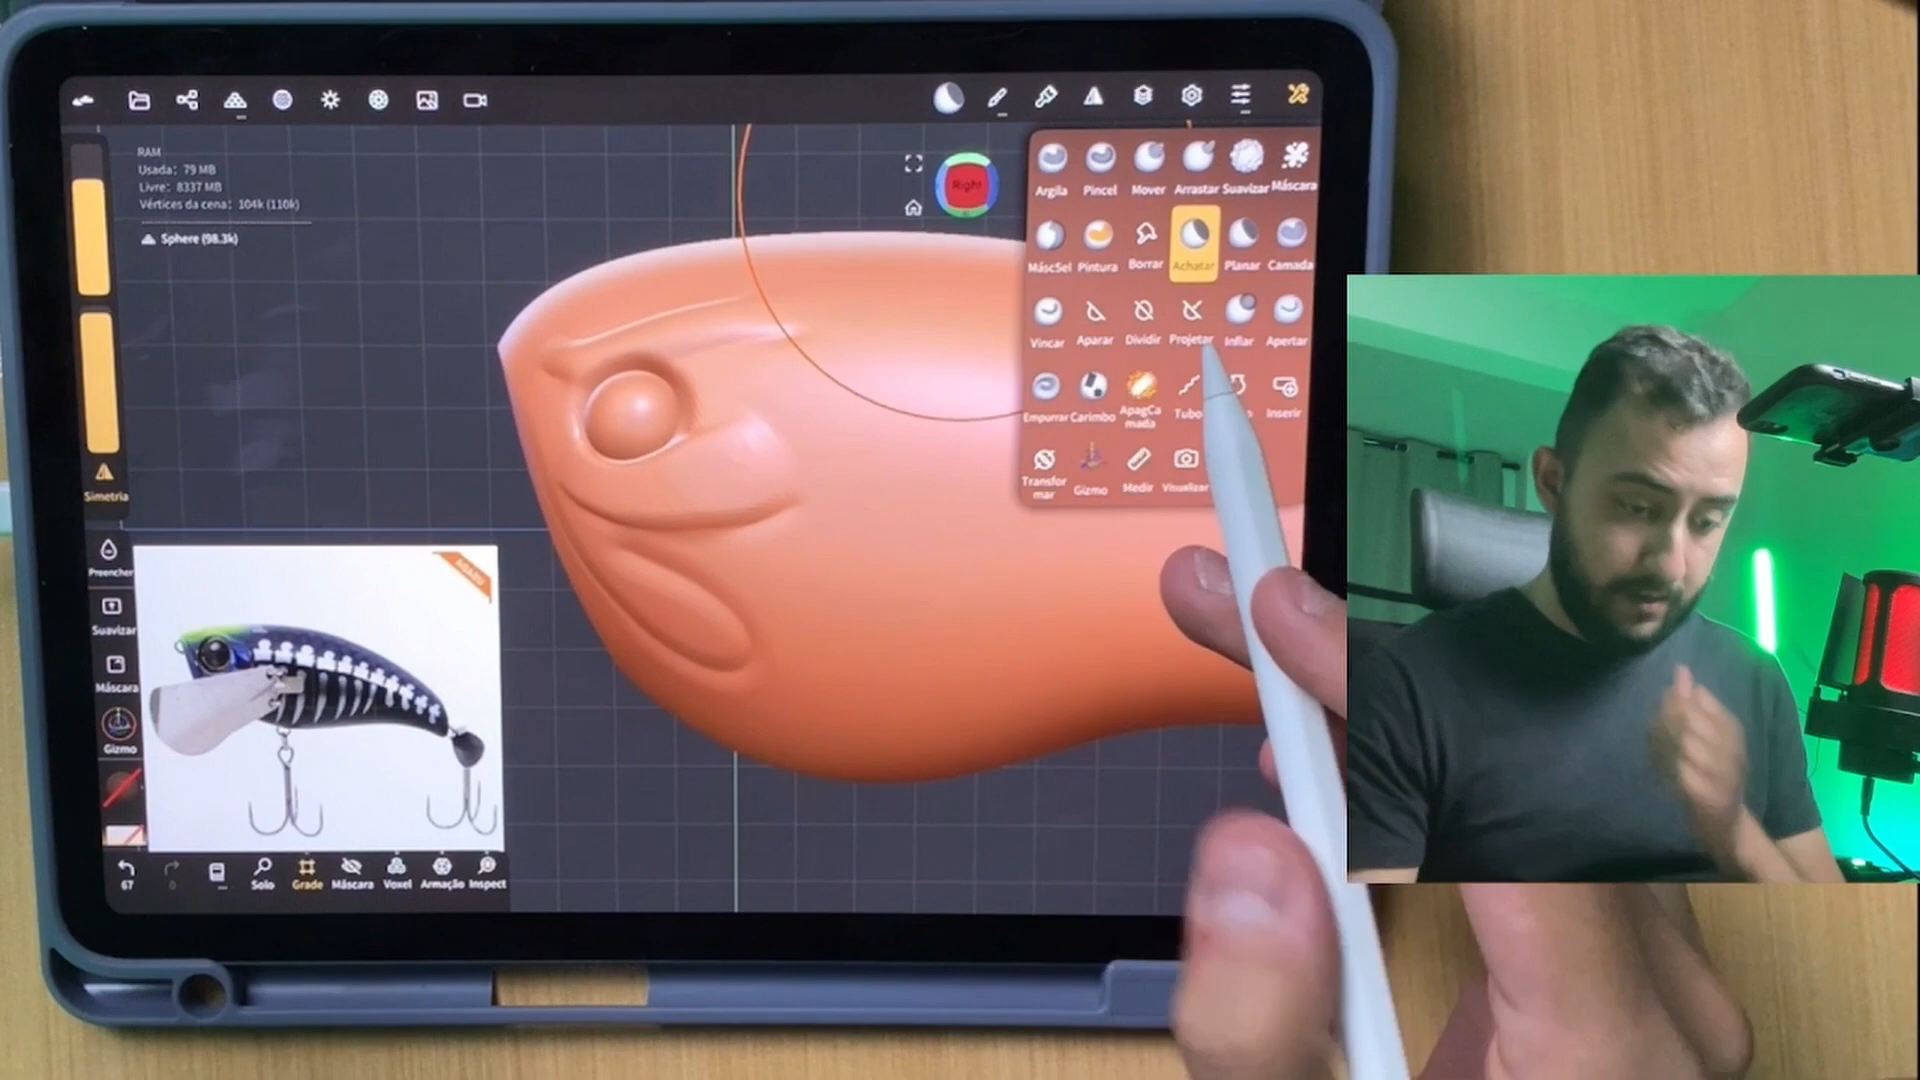 RAM
Usada: 79 MB
Livre: 8337 MB
Vértices da cena: 104k (110k)
Sphere (98.3k)
Right
Argila Pincel Mover Arrastar Suavizar Máscara
MáscSel Pintura Borrar Achatar Planar Camada
Vincar Aparar Dividir Projetar Inflar Apertar
Empurrar Carimbo ApagCamada Tubo Inserir
Transformar Gizmo Medir Visualizar
Simetria
Preencher
Suavizar
Máscara
Gizmo
67 0 Solo Grade Máscara Voxel Armação Inspect